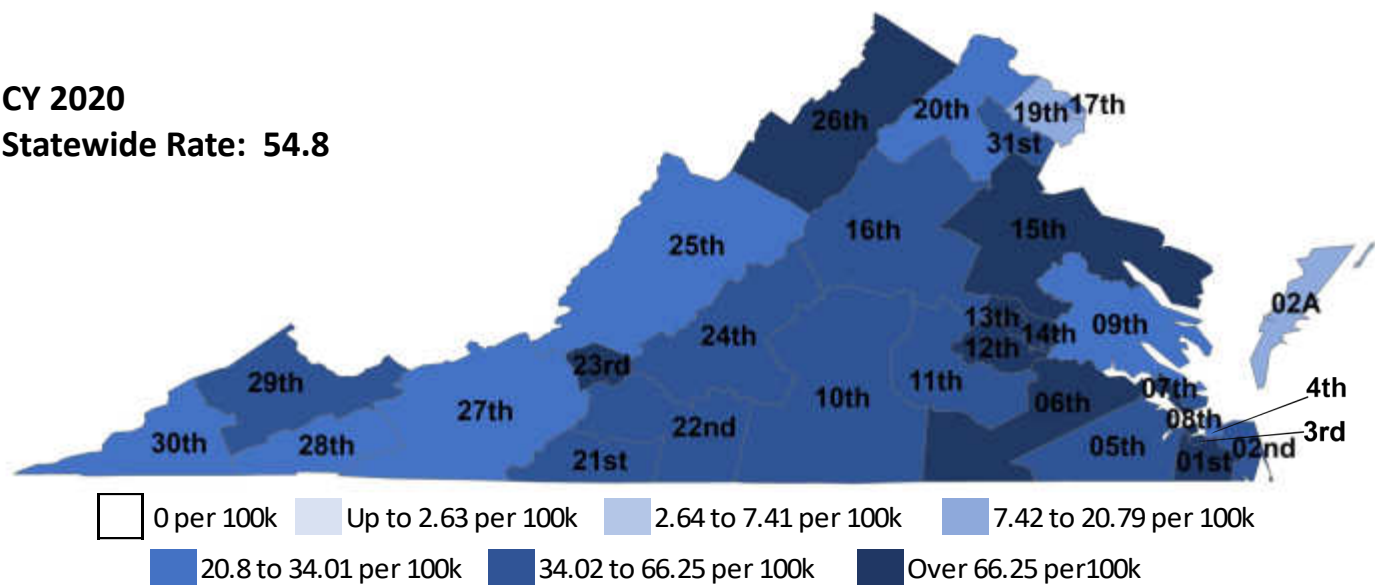 CY 2020
Statewide Rate: 54.8
26th
20th
19th
17th
31st
25th
16th
15th
02A
24th
13th
14th
09th
12th
23rd
29th
11th
07th
4th
27th
10th
06th
08th
30th
28th
22nd
3rd
21st
05th
01st
02nd
0 per 100k
Up to 2.63 per 100k
2.64 to 7.41 per 100k
7.42 to 20.79 per 100k
20.8 to 34.01 per 100k
34.02 to 66.25 per 100k
Over 66.25 per100k